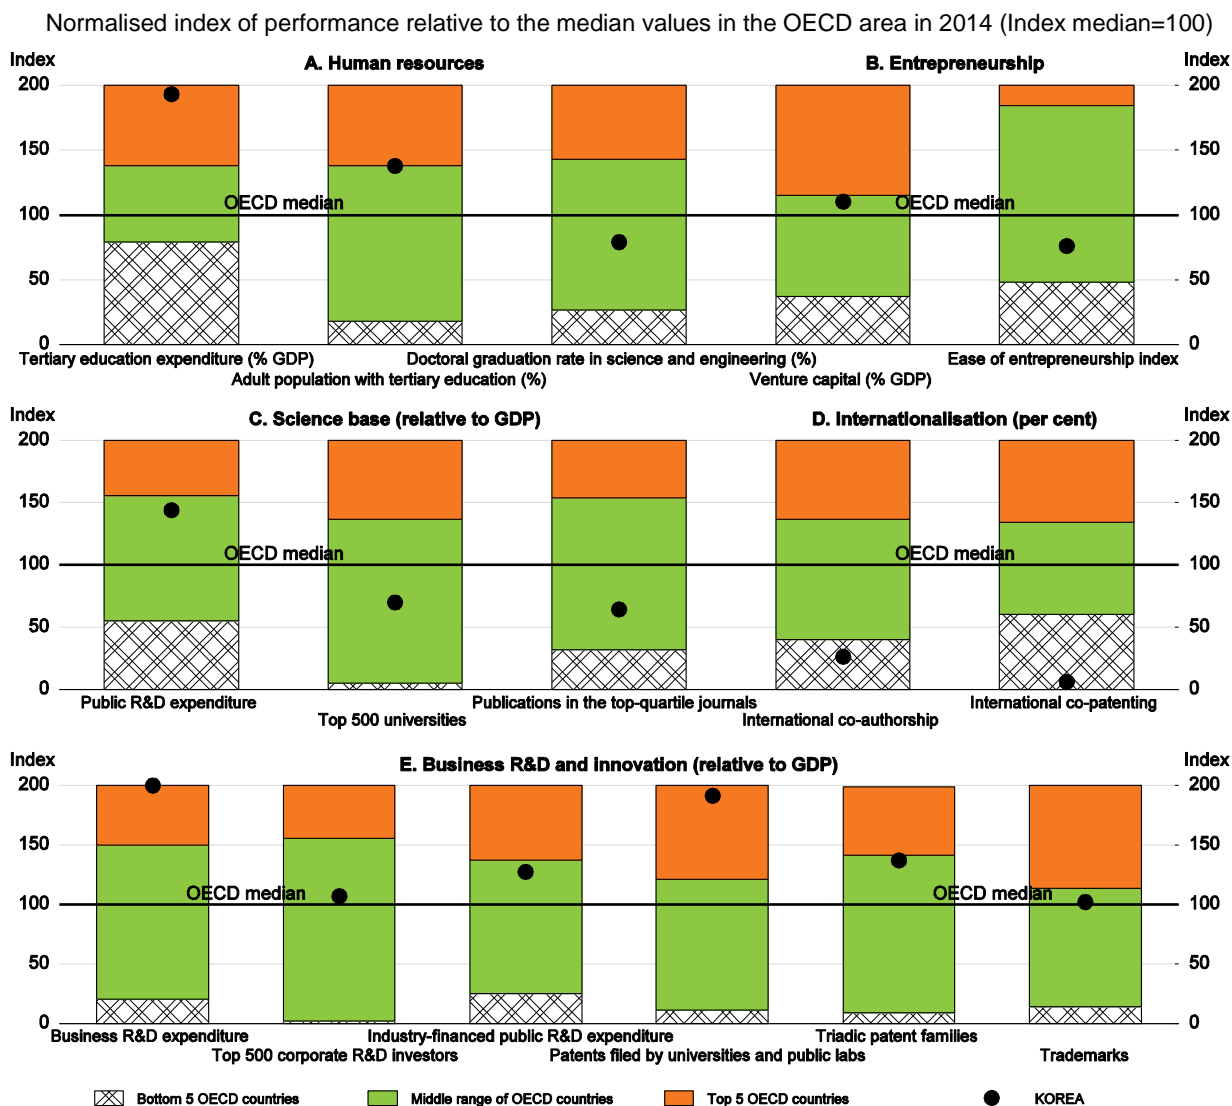 Normalised index of performance relative to the median values in the OECD area in 2014 (Index median=100)
Index
A. Human resources
B. Entrepreneurship
Index
200
200
150
150
OECD median
OECD median
100
100
50
50
0
0
Tertiary education expenditure (% GDP)
Doctoral graduation rate in science and engineering (%)
Ease of entrepreneurship index
Adult population with tertiary education (%)
Venture capital (% GDP)
Index
C. Science base (relative to GDP)
D. Internationalisation (per cent)
Index
200
200
150
150
OECD median
OECD median
100
100
50
50
0
0
Public R&D expenditure
Publications in the top-quartile journals
International co-patenting
Top 500 universities
International co-authorship
Index
E. Business R&D and innovation (relative to GDP)
Index
200
200
150
150
OECD median
OECD median
100
100
50
50
0
0
Business R&D expenditure
Industry-financed public R&D expenditure
Triadic patent families
Top 500 corporate R&D investors
Patents filed by universities and public labs
Trademarks
Bottom 5 OECD countries
Middle range of OECD countries
Top 5 OECD countries
KOREA